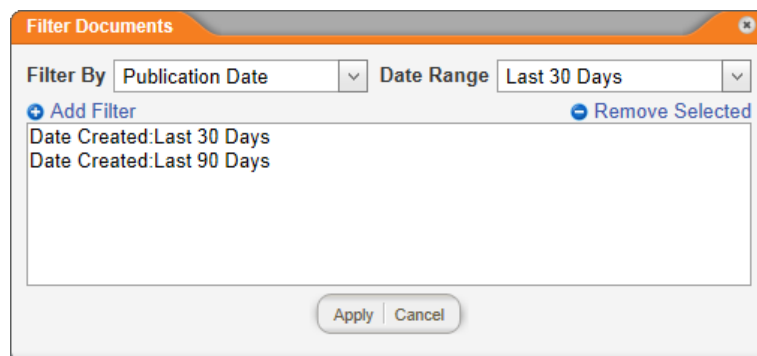 Filter Documents
Filter By Publication Date Date Range Last 30 Days
Add Filter Remove Selected
Date Created:Last 30 Days
Date Created:Last 90 Days
Apply Cancel